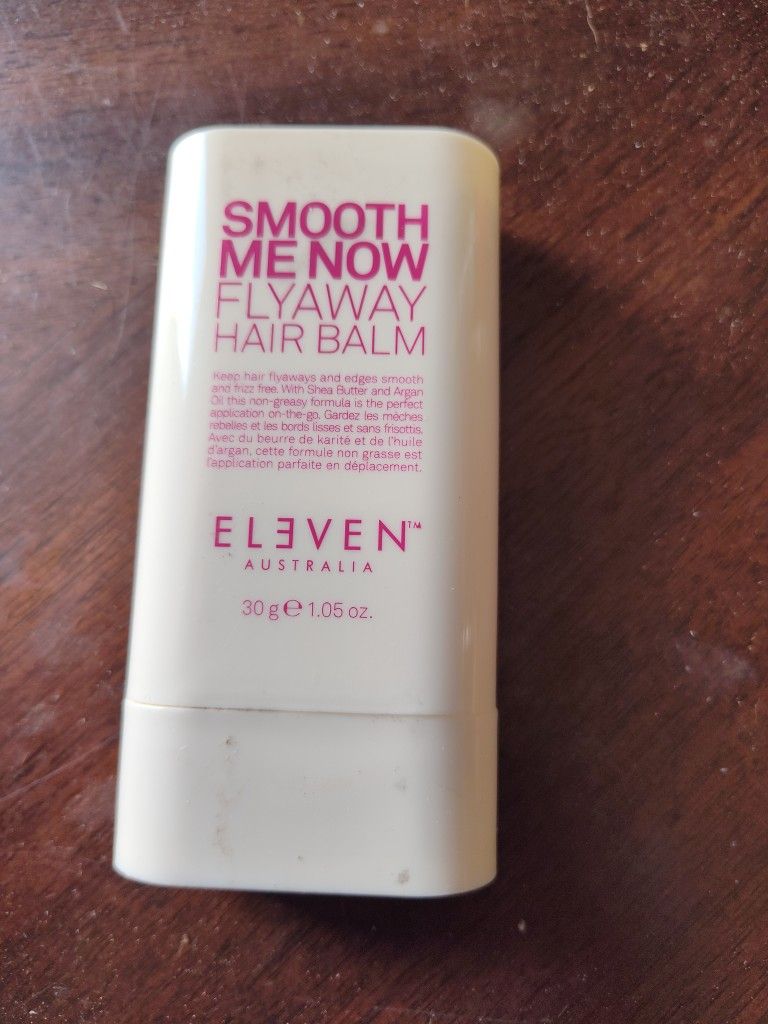 SMOOTH
ME NOW
FLYAWAY
HAIR BALM
Keep hair flyaways and edges smooth
and frizz free. With Shea Butter and Argan
Oil this non-greasy formula is the perfect
application on-the-go. Gardez les mèches
rebelles et les bords lisses et sans frisottis.
Avec du beurre de karité et de l'huile
d'argan, cette formule non grasse est
l'application parfaite en déplacement.
ELEVEN™
AUSTRALIA
30 g ℮ 1.05 oz.